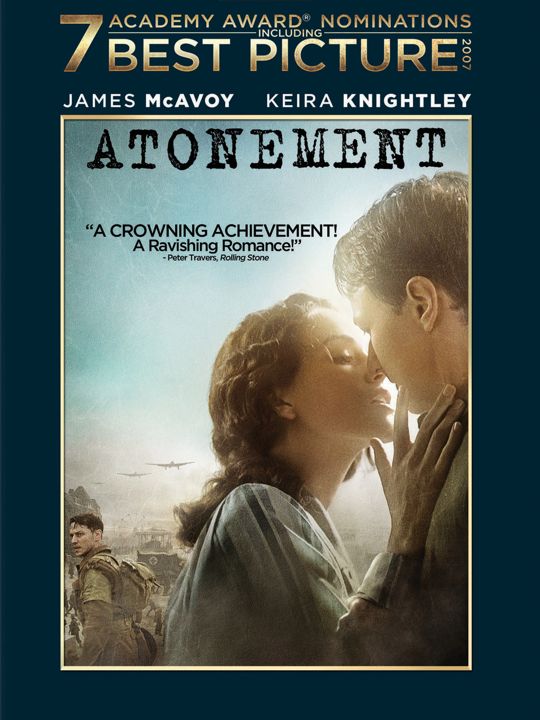 7 ACADEMY AWARD® NOMINATIONS
INCLUDING
BEST PICTURE 2007
JAMES McAVOY KEIRA KNIGHTLEY
ATONEMENT
“A CROWNING ACHIEVEMENT!
A Ravishing Romance!”
- Peter Travers, Rolling Stone